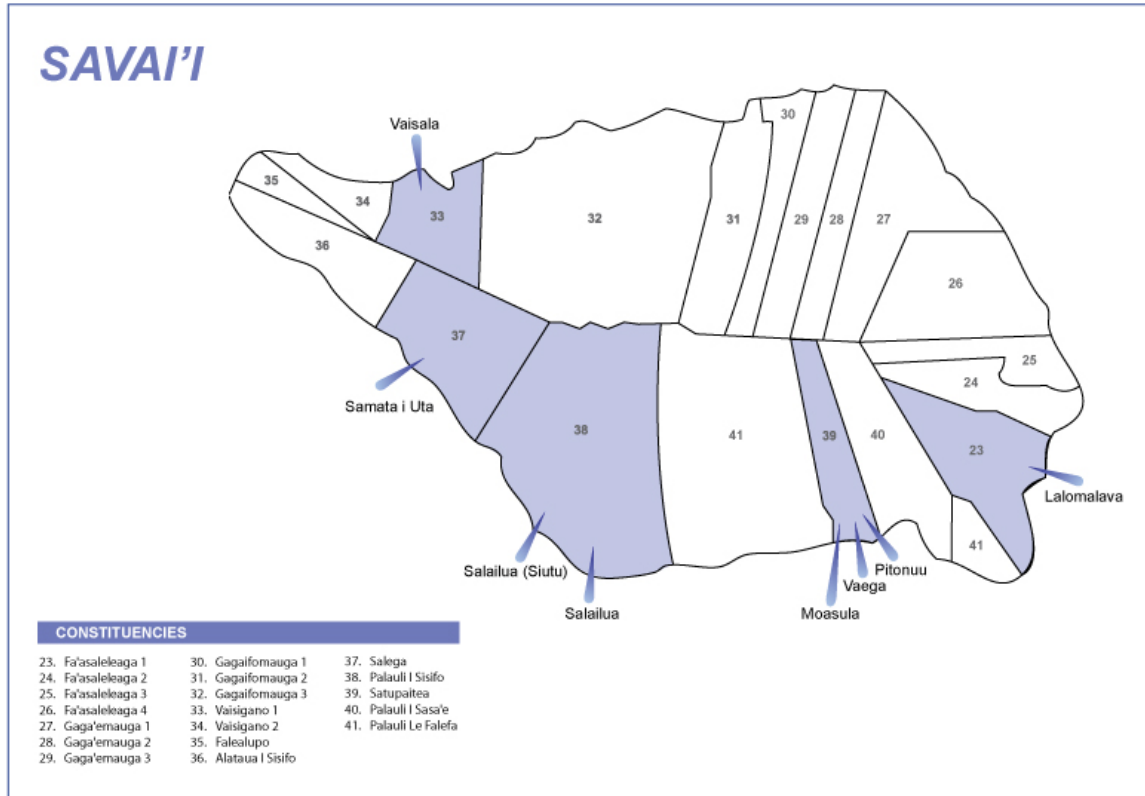 SAVAI'I
Vaisala
30
35
34
33
32
31
29
28
27
36
26
37
25
24
Samata i Uta
38
41
39
40
23
Lalomalava
41
Salailua (Siutu)
Pitonuu
Vaega
Salailua
Moasula
CONSTITUENCIES
23. Fa'asaleleaga 1
24. Fa'asaleleaga 2
25. Fa'asaleleaga 3
26. Fa'asaleleaga 4
27. Gaga'emauga 1
28. Gaga'emauga 2
29. Gaga'emauga 3
30. Gagaifomauga 1
31. Gagaifomauga 2
32. Gagaifomauga 3
33. Vaisigano 1
34. Vaisigano 2
35. Falealupo
36. Alataua I Sisifo
37. Salega
38. Palauli I Sisifo
39. Satupaitea
40. Palauli I Sasa'e
41. Palauli Le Falefa